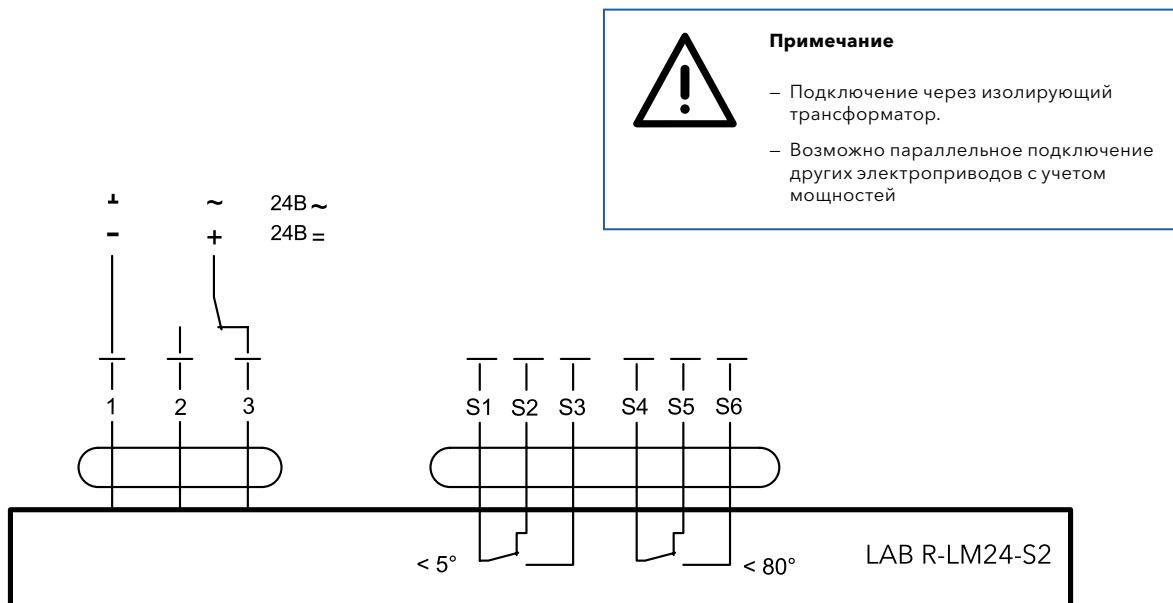 Примечание
– Подключение через изолирующий
трансформатор.
– Возможно параллельное подключение
других электроприводов с учетом
мощностей
⊥ ~ 24В ~
- + 24В =
1 2 3 S1 S2 S3 S4 S5 S6
< 5° < 80° LAB R-LM24-S2